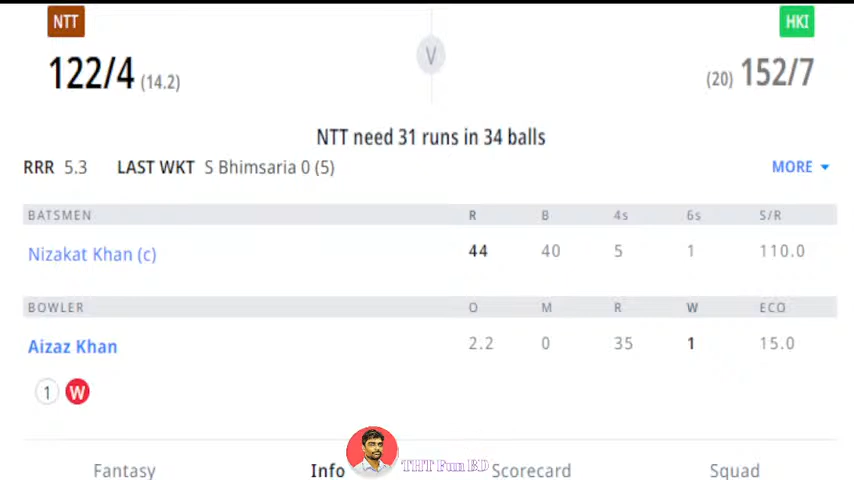 NTT
HKI
122/4 (14.2)
V
(20) 152/7
NTT need 31 runs in 34 balls
RRR 5.3 LAST WKT S Bhimsaria 0 (5) MORE
BATSMEN R B 4s 6s S/R
Nizakat Khan (c) 44 40 5 1 110.0
BOWLER O M R W ECO
Aizaz Khan 2.2 0 35 1 15.0
1 W
Fantasy Info THT Fun BD Scorecard Squad